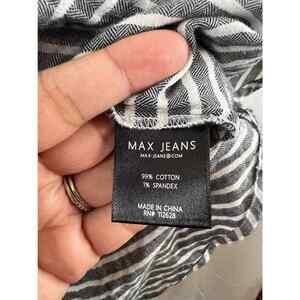 MAX JEANS
MAX-JEANS@COM
99% COTTON
1% SPANDEX
MADE IN CHINA
RN# 112628